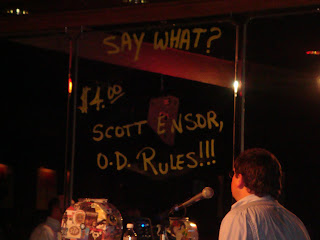 SAY WHAT?
$4.00
SCOTT ENSOR,
O.D. RULES!!!